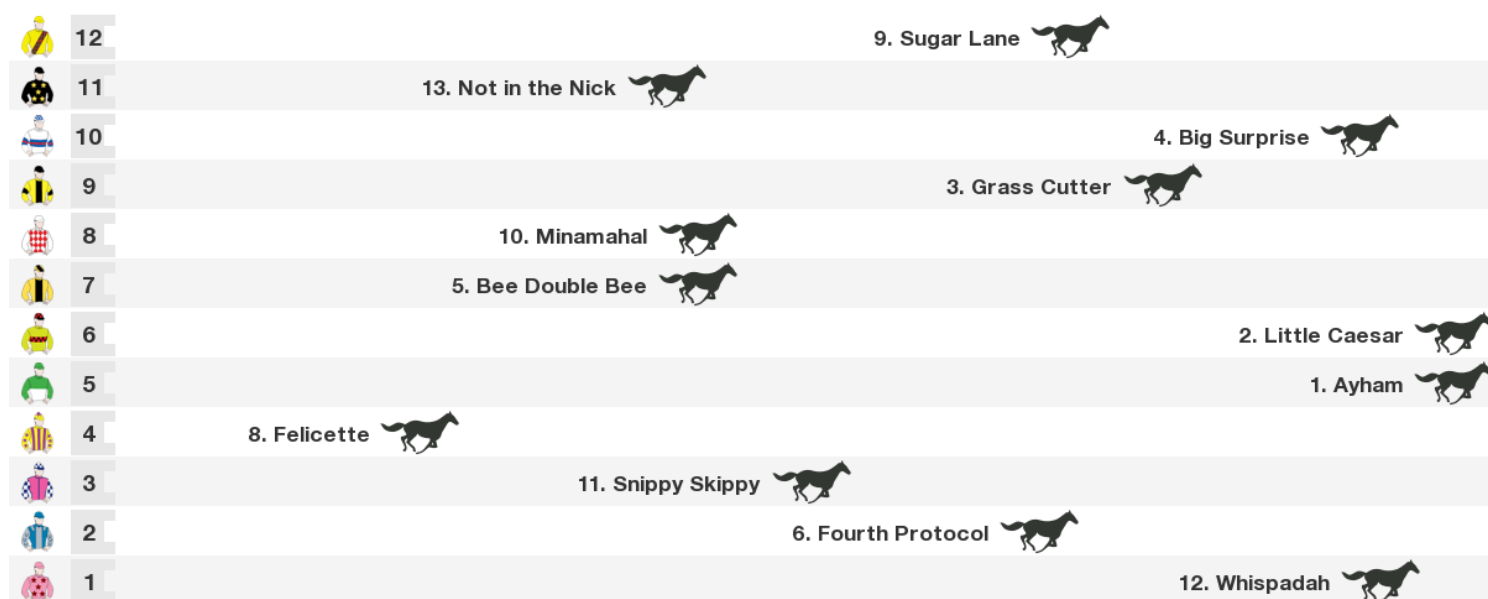 12 9. Sugar Lane
11 13. Not in the Nick
10 4. Big Surprise
9 3. Grass Cutter
8 10. Minamahal
7 5. Bee Double Bee
6 2. Little Caesar
5 1. Ayham
4 8. Felicette
3 11. Snippy Skippy
2 6. Fourth Protocol
1 12. Whispadah